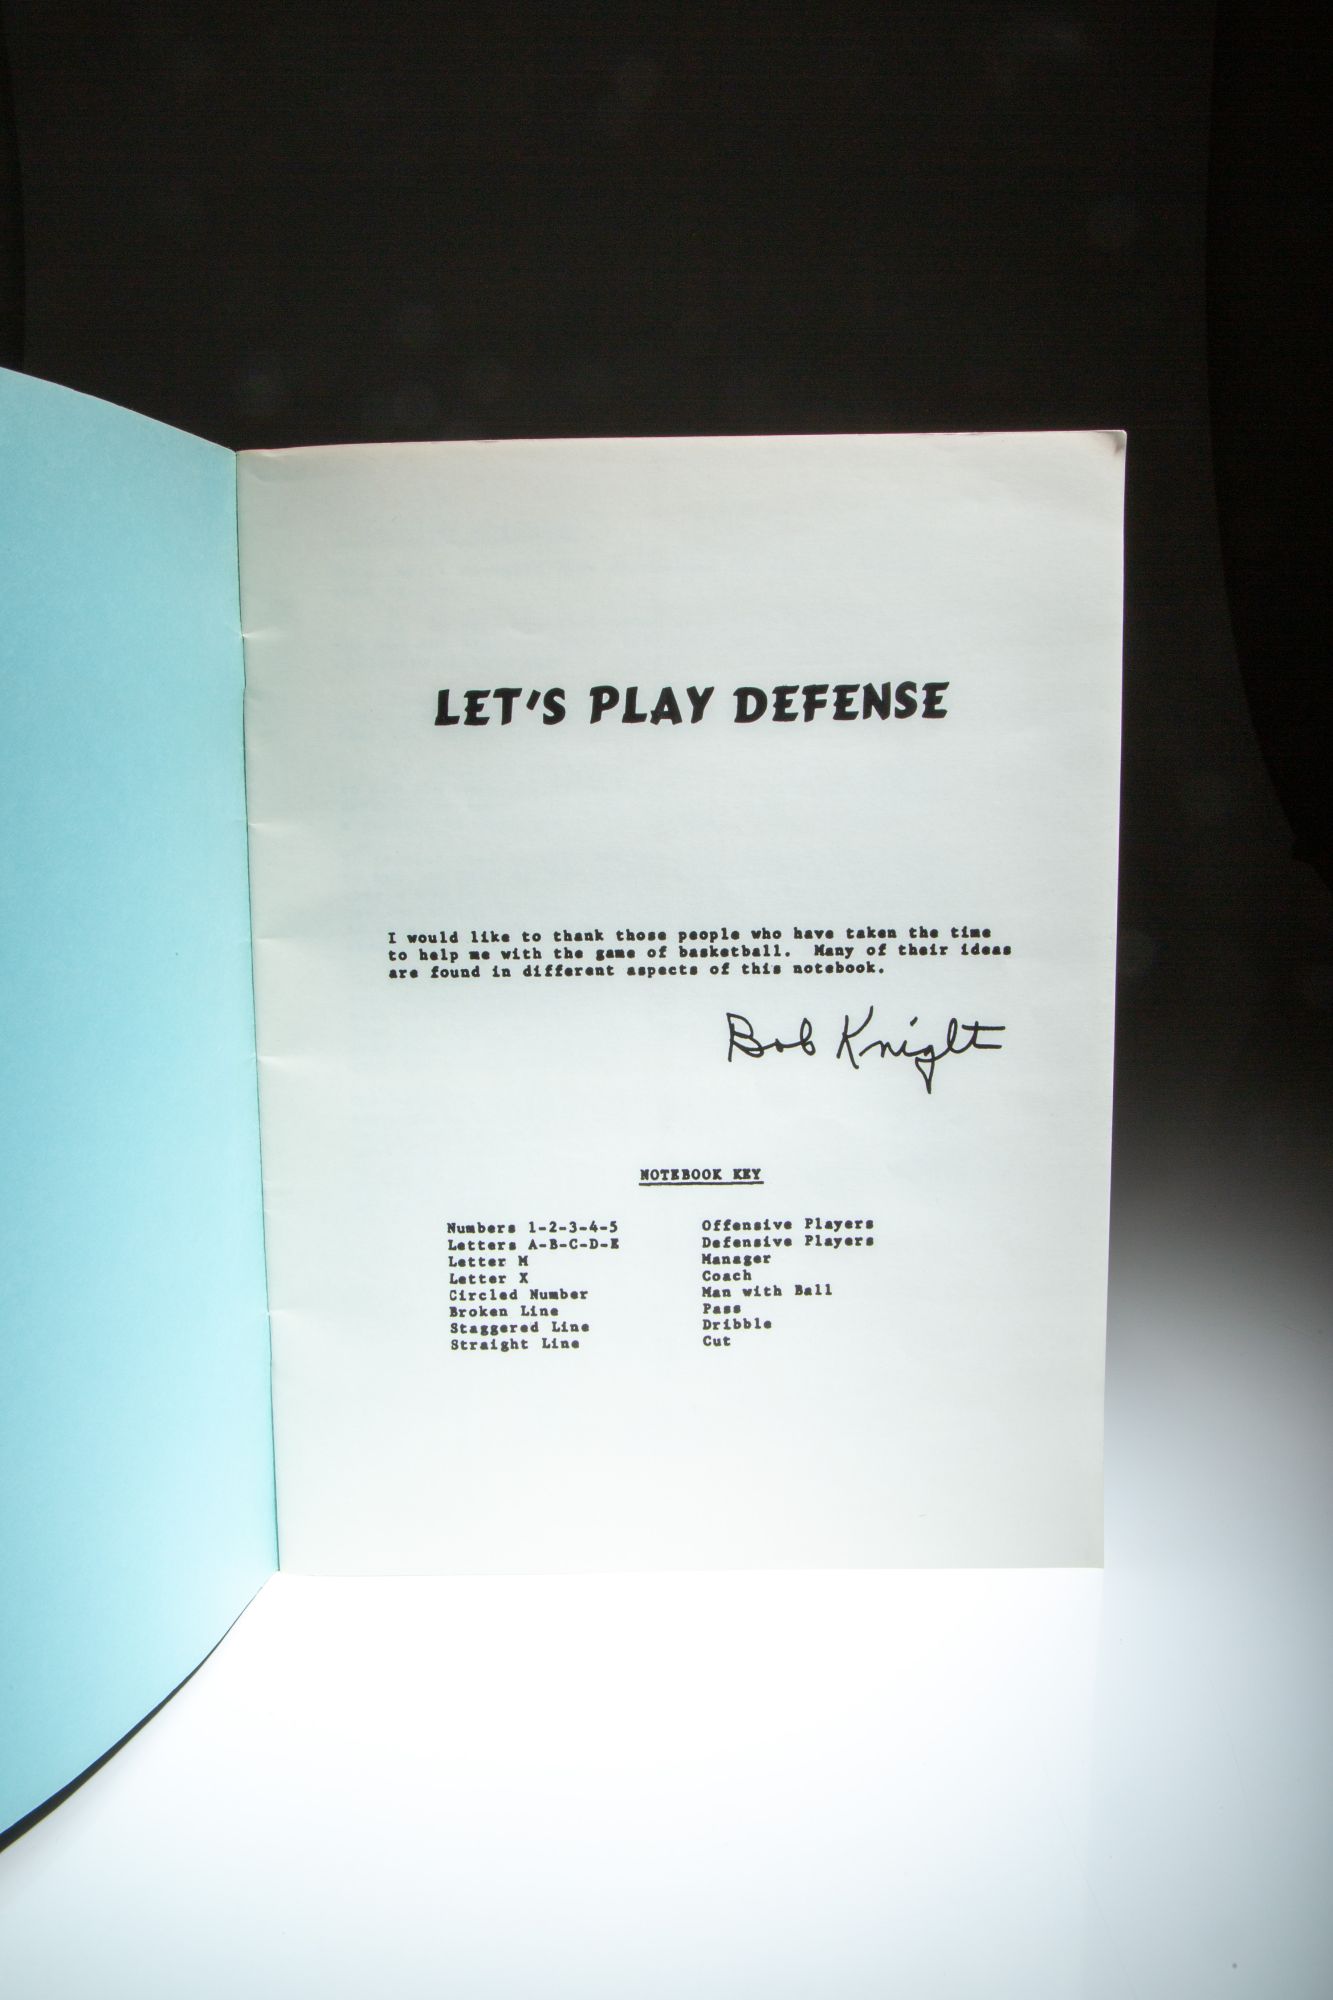 LET'S PLAY DEFENSE
I would like to thank those people who have taken the time
to help me with the game of basketball. Many of their ideas
are found in different aspects of this notebook.
Bob Knight
NOTEBOOK KEY
Numbers 1-2-3-4-5 Offensive Players
Letters A-B-C-D-E Defensive Players
Letter M Manager
Letter X Coach
Circled Number Man with Ball
Broken Line Pass
Staggered Line Dribble
Straight Line Cut